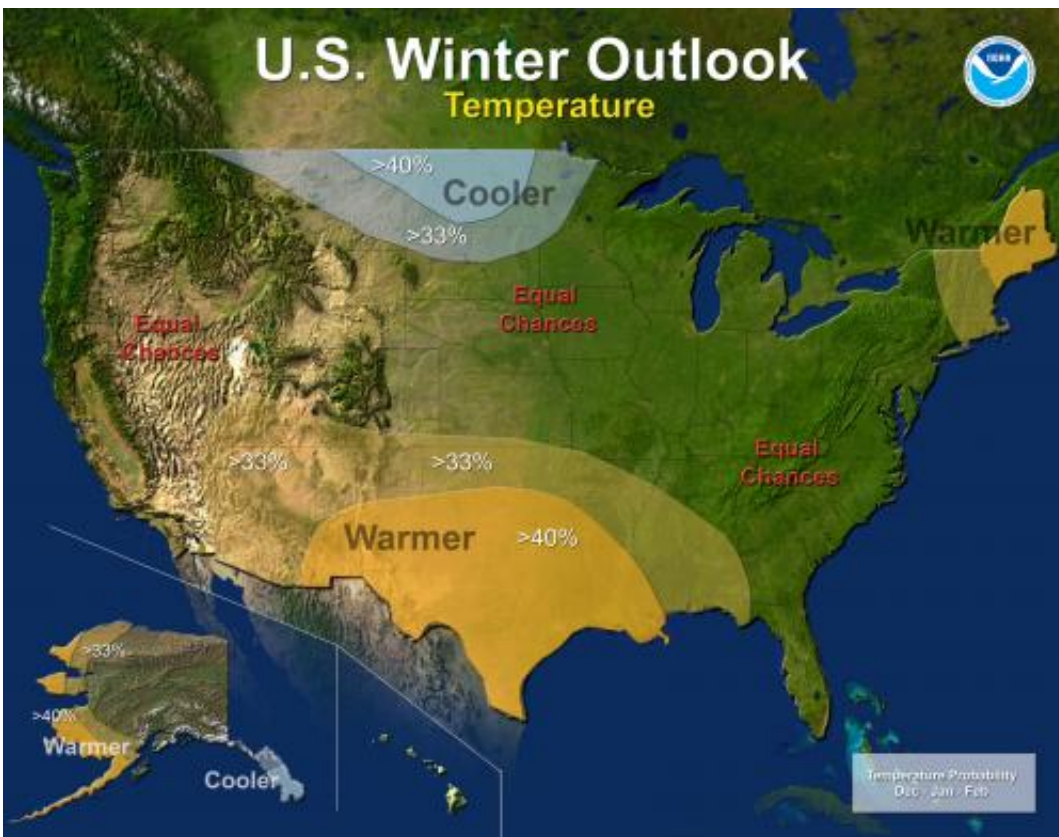 U.S. Winter Outlook
Temperature
NOAA
>40%
Cooler
>33%
Warmer
Equal
Chances
Equal
Chances
Equal
Chances
>33%
>33%
Warmer
>40%
>33%
>40%
Warmer
Cooler
Temperature Probability
Dec - Jan - Feb